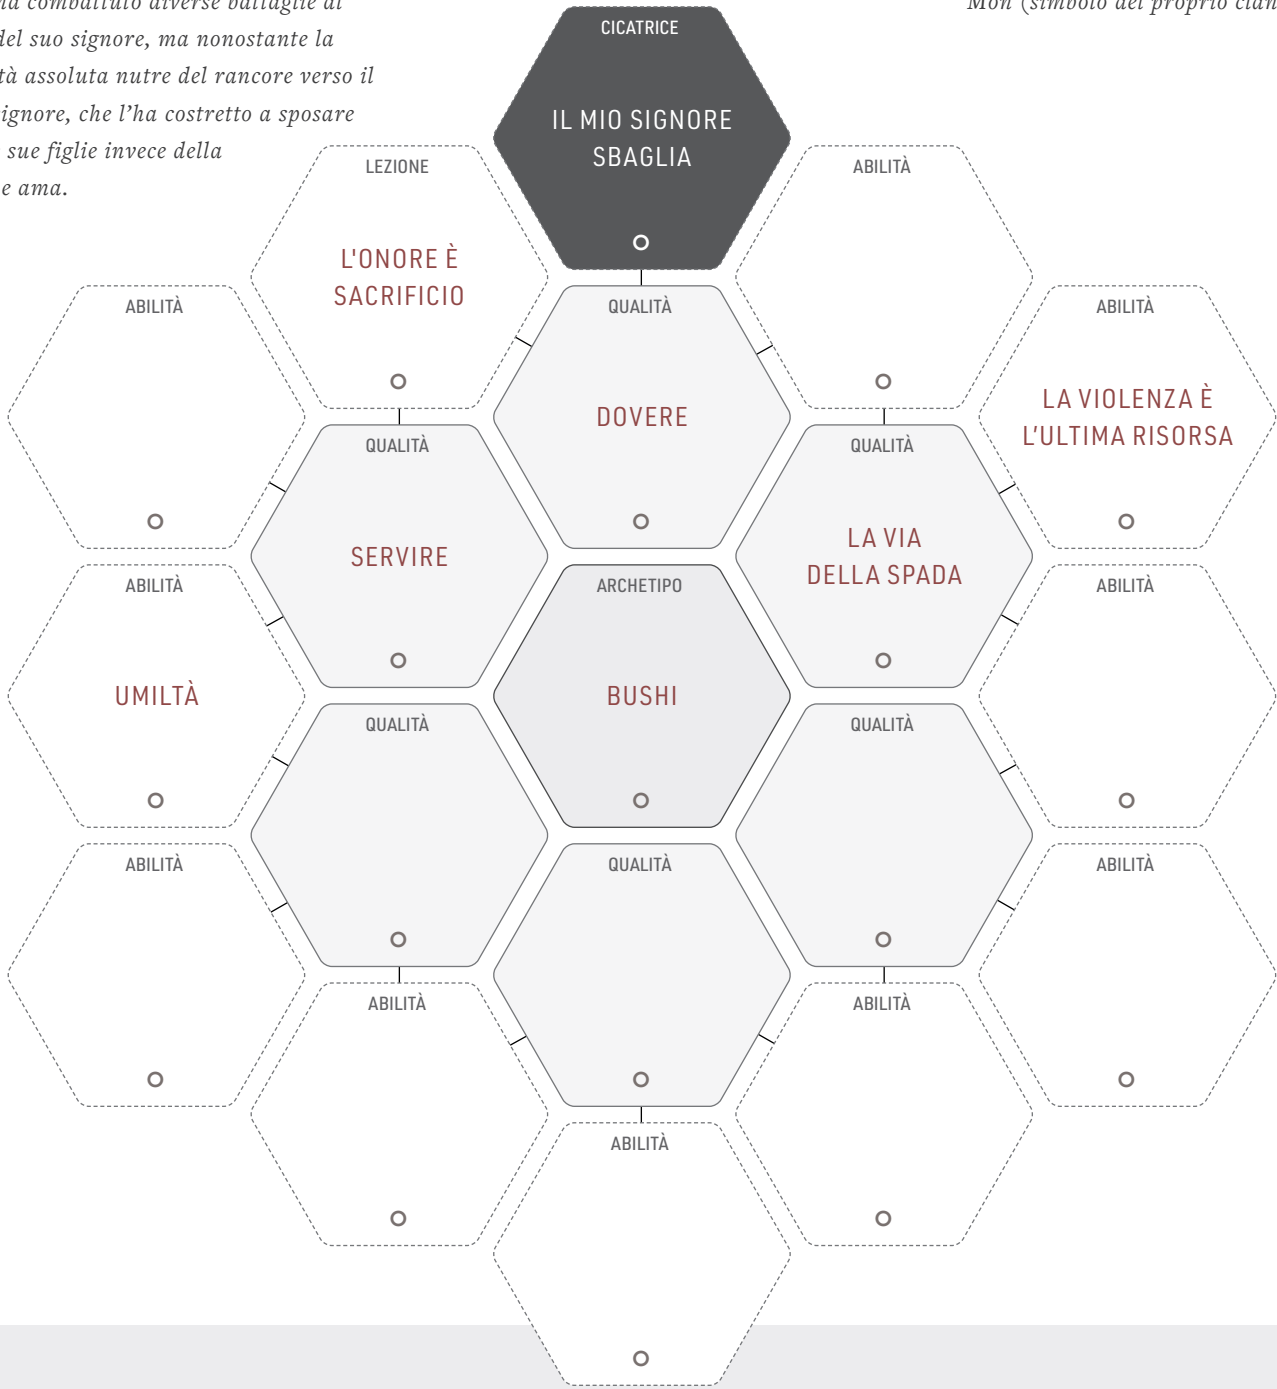 ha combattuto diverse battaglie al
del suo signore, ma nonostante la
tà assoluta nutre del rancore verso il
ignore, che l'ha costretto a sposare
sue figlie invece della
e ama.
Mon (simbolo del proprio clan
CICATRICE
IL MIO SIGNORE
SBAGLIA
LEZIONE
L'ONORE È
SACRIFICIO
ABILITÀ
ABILITÀ
QUALITÀ
DOVERE
ABILITÀ
LA VIOLENZA È
L'ULTIMA RISORSA
QUALITÀ
SERVIRE
QUALITÀ
LA VIA
DELLA SPADA
ABILITÀ
UMILTÀ
ARCHETIPO
BUSHI
ABILITÀ
QUALITÀ
QUALITÀ
ABILITÀ
QUALITÀ
ABILITÀ
ABILITÀ
ABILITÀ
ABILITÀ